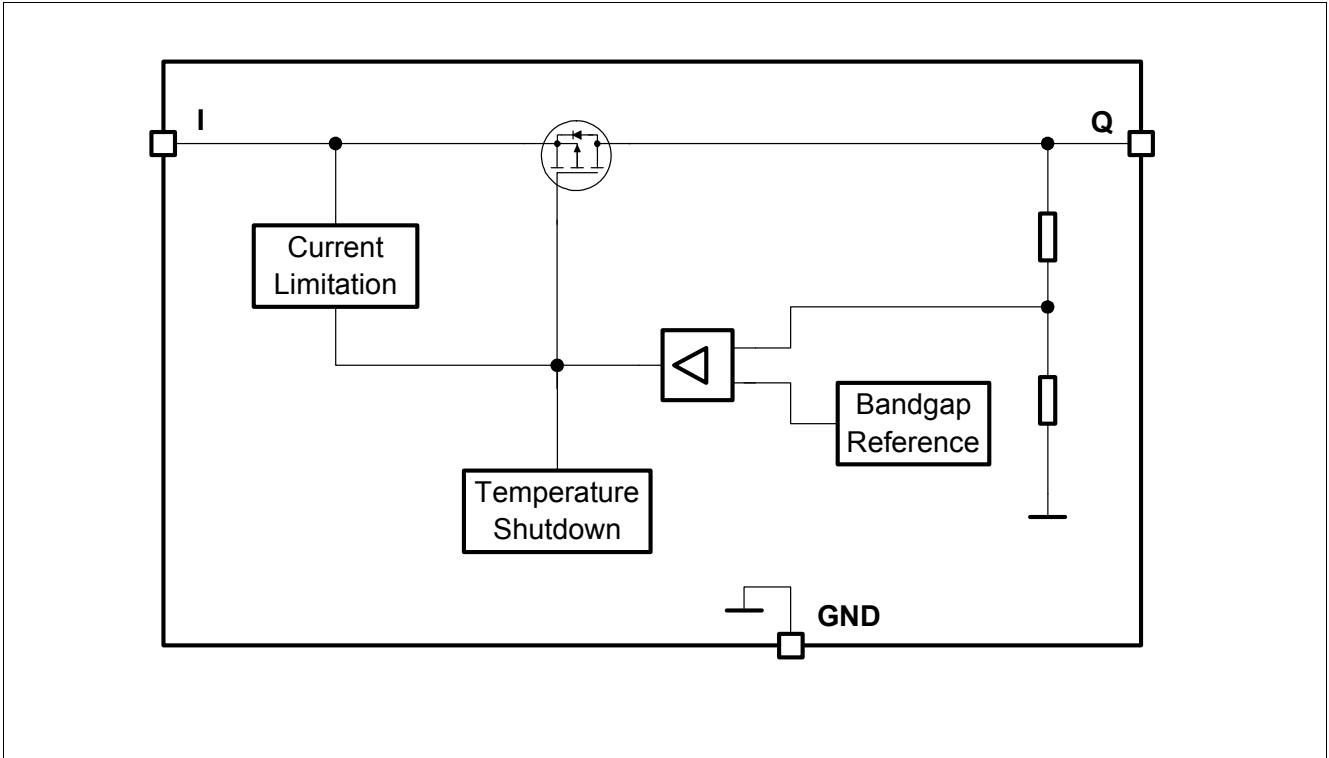 I
Q
Current
Limitation
Bandgap
Reference
Temperature
Shutdown
GND